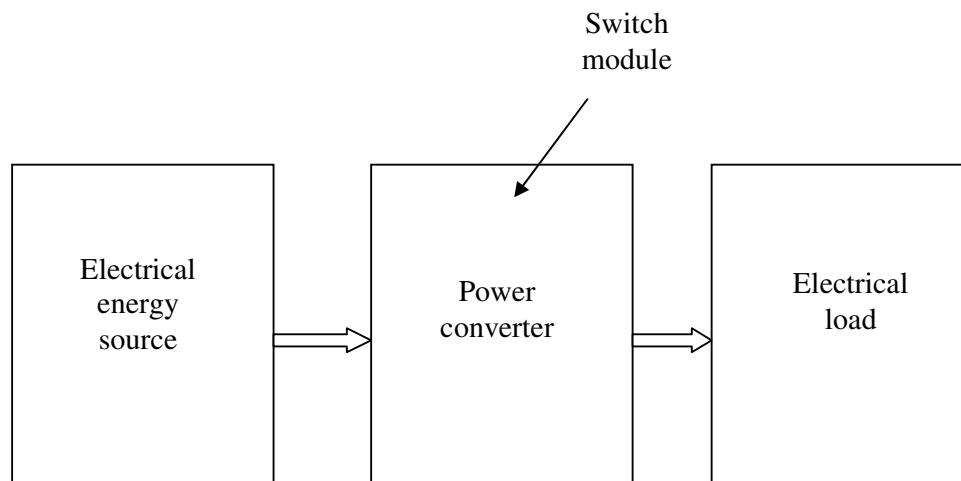 Switch
module
Electrical
energy
source
Power
converter
Electrical
load